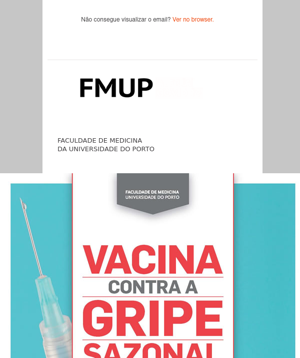 Não consegue visualizar o email? Ver no browser.
FMUP
FACULDADE DE MEDICINA
DA UNIVERSIDADE DO PORTO
FACULDADE DE MEDICINA
UNIVERSIDADE DO PORTO
VACINA
CONTRA A
GRIPE
SAZONAL